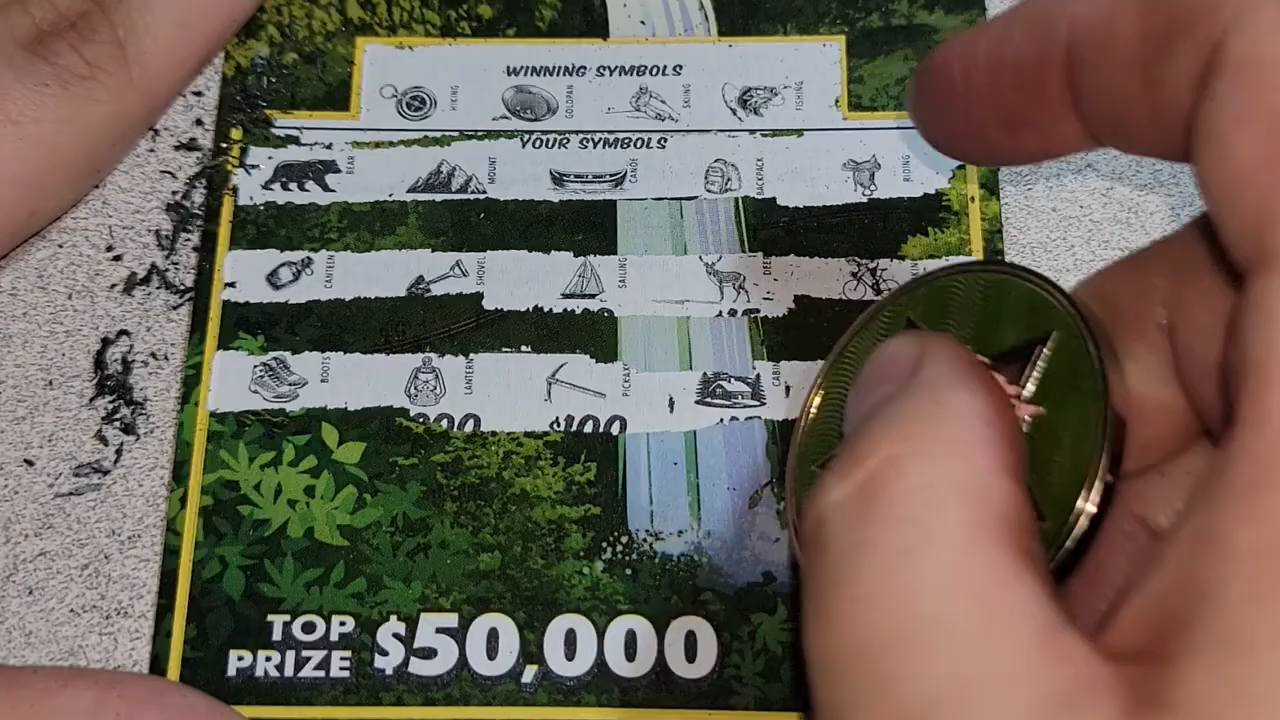 WINNING SYMBOLS
HIKING GOLDPAN SKIING FISHING
YOUR SYMBOLS
BEAR MOUNT CANOE BACKPACK RIDING
CANTEEN SHOVEL SAILING DEER
BOOTS LANTERN PICKAX CABIN
$100
TOP PRIZE $50,000